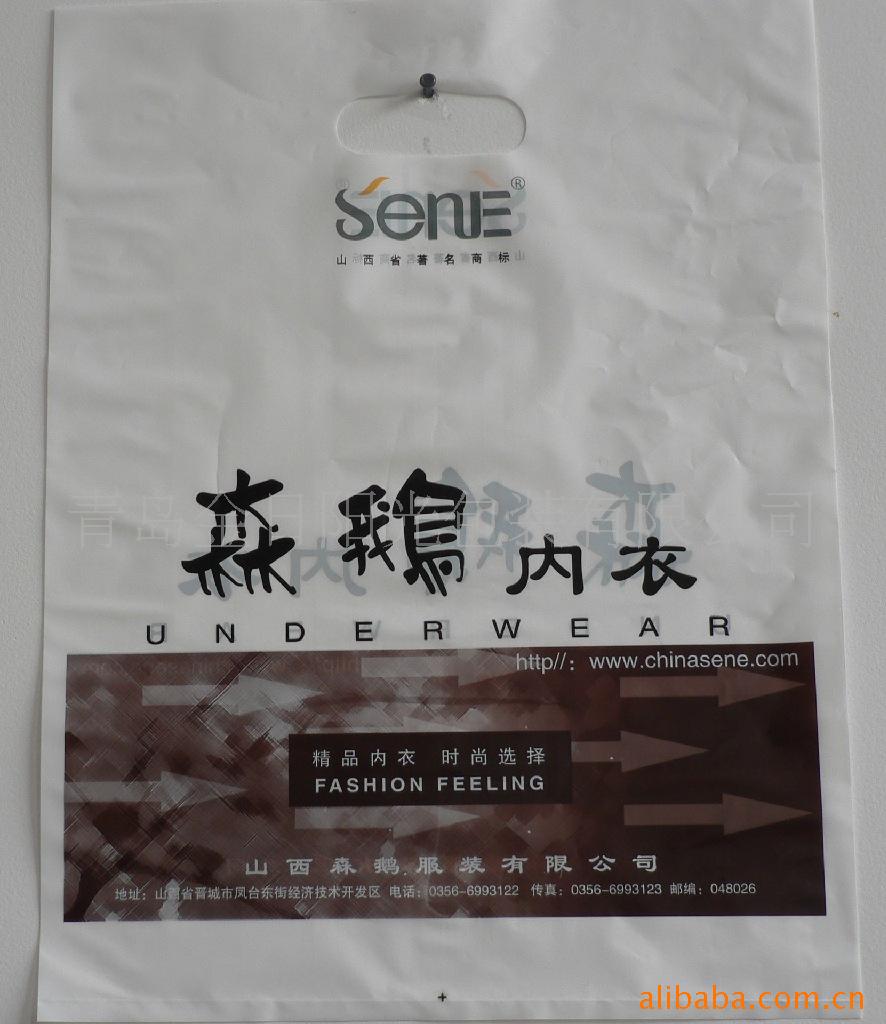 SenE®
山西省著名商标
森鵝内衣
UNDERWEAR
http//: www.chinasene.com
精品内衣 时尚选择
FASHION FEELING
山西森鹅服装有限公司
地址：山西省晋城市凤台东街经济技术开发区 电话：0356-6993122 传真：0356-6993123 邮编：048026
alibaba.com.cn